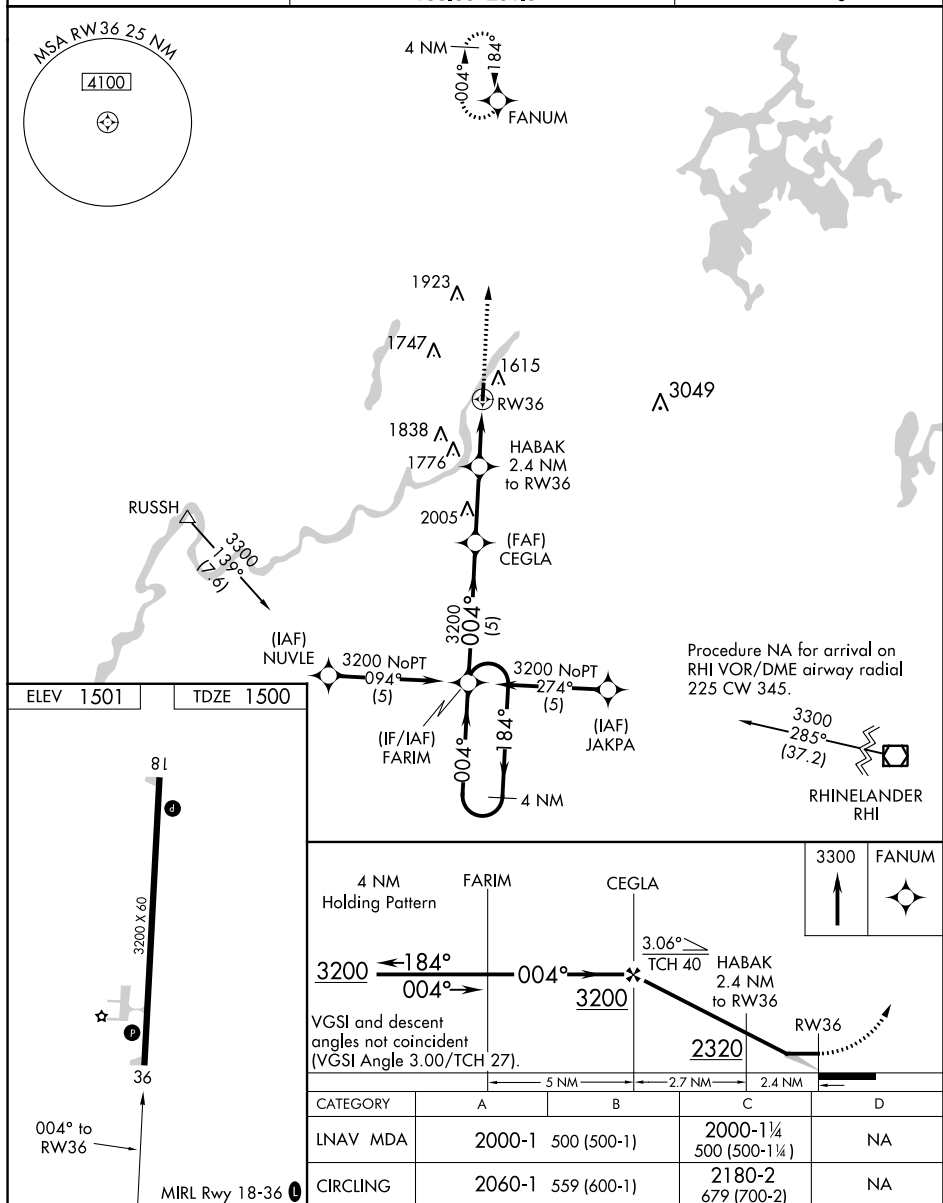 MSA RW36 25 NM
4100
4 NM
004°
184°
FANUM
1923
1747
1615
RW36
3049
1838
1776
HABAK
2.4 NM
to RW36
2005
RUSSH
3300
139°
(7.6)
(FAF)
CEGLA
3200
004°
(5)
(IAF)
NUVLE
3200 NoPT
094°
(5)
3200 NoPT
274°
(5)
(IAF)
JAKPA
(IF/IAF)
FARIM
004°
184°
4 NM
Procedure NA for arrival on
RHI VOR/DME airway radial
225 CW 345.
3300
285°
(37.2)
RHINELANDER
RHI
ELEV 1501
TDZE 1500
18
P
3200 X 60
P
36
004° to
RW36
MIRL Rwy 18-36 L
3300
FANUM
4 NM
Holding Pattern
FARIM
CEGLA
3.06°
TCH 40
HABAK
2.4 NM
to RW36
3200
184°
004°
004°
3200
RW36
VGSI and descent
angles not coincident
(VGSI Angle 3.00/TCH 27).
2320
5 NM
2.7 NM
2.4 NM
CATEGORY A B C D
LNAV MDA 2000-1 500 (500-1) 2000-1¼ 500 (500-1¼) NA
CIRCLING 2060-1 559 (600-1) 2180-2 679 (700-2) NA